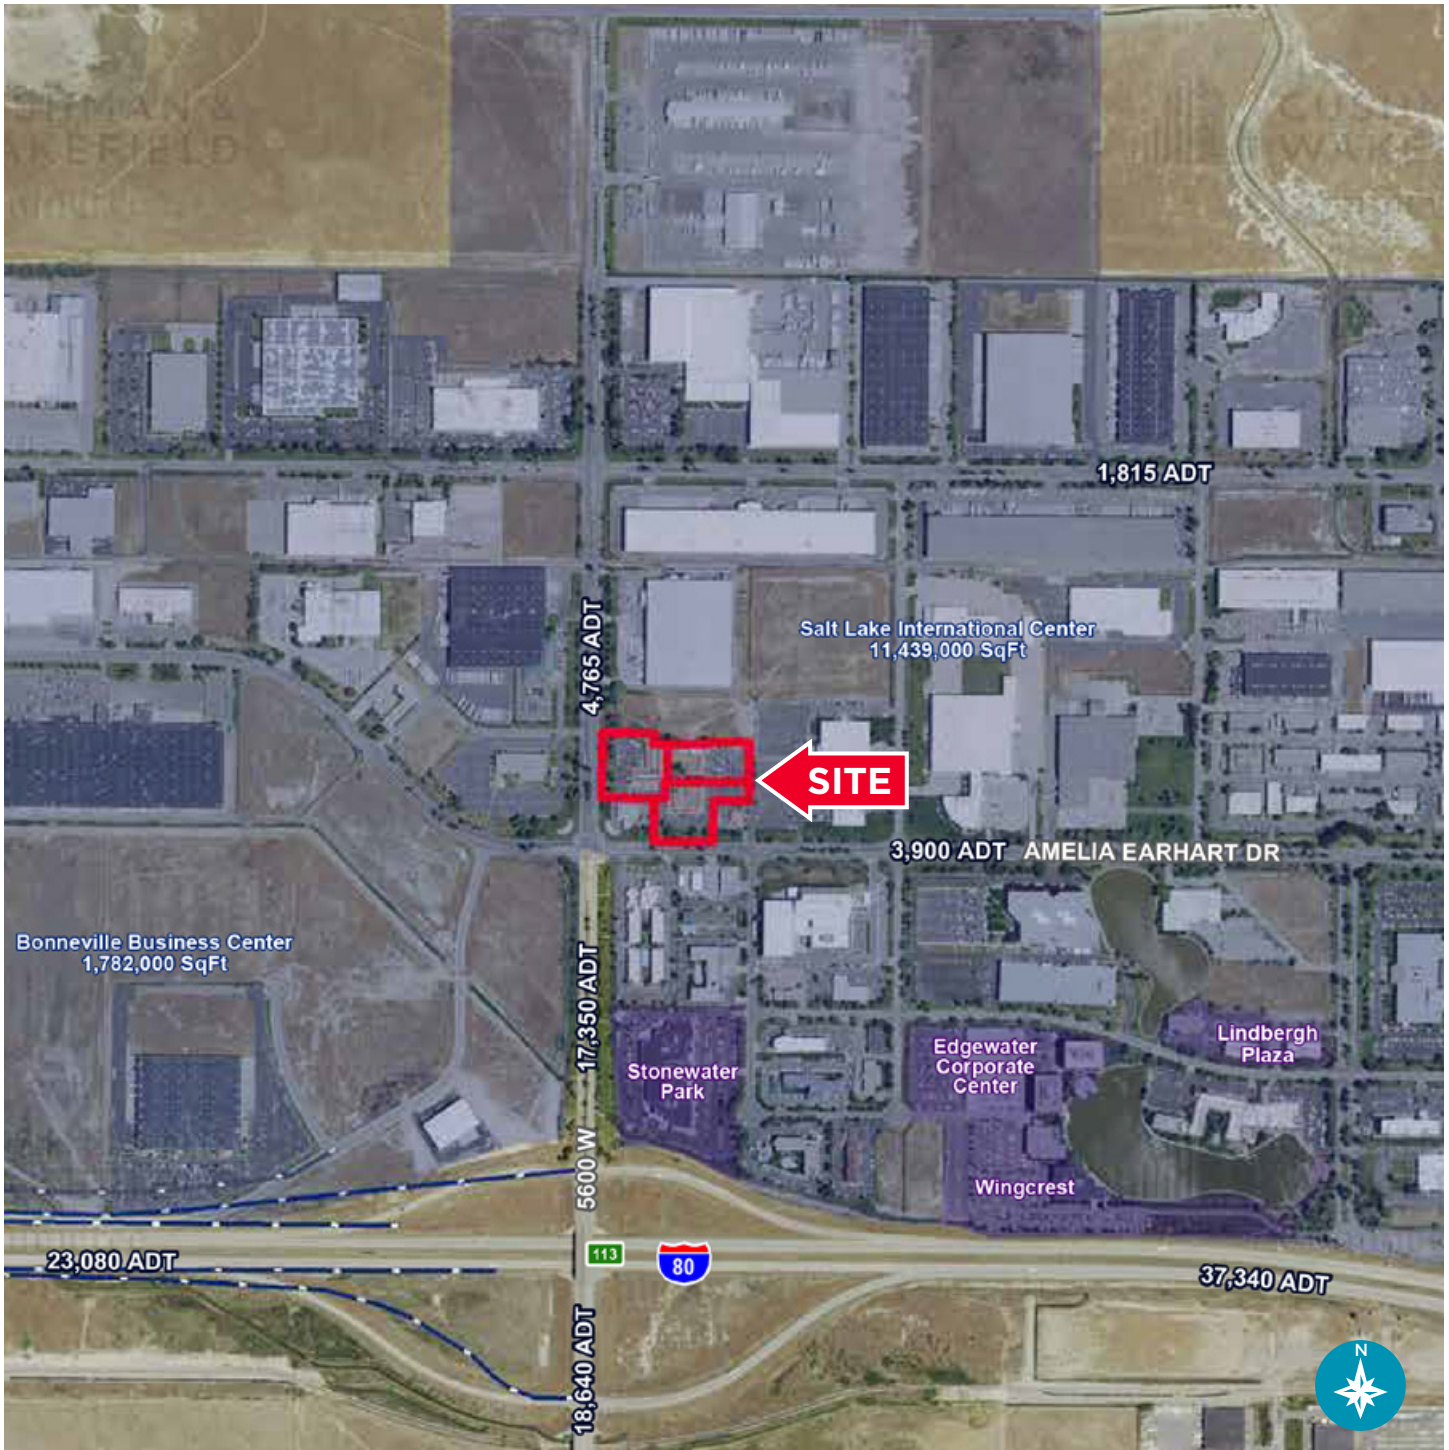 1,815 ADT
4,765 ADT
Salt Lake International Center
11,439,000 SqFt
SITE
3,900 ADT AMELIA EARHART DR
Bonneville Business Center
1,782,000 SqFt
17,350 ADT
Stonewater
Park
Edgewater
Corporate
Center
Lindbergh
Plaza
5600 W
Wingcrest
113
80
23,080 ADT
37,340 ADT
18,640 ADT
N